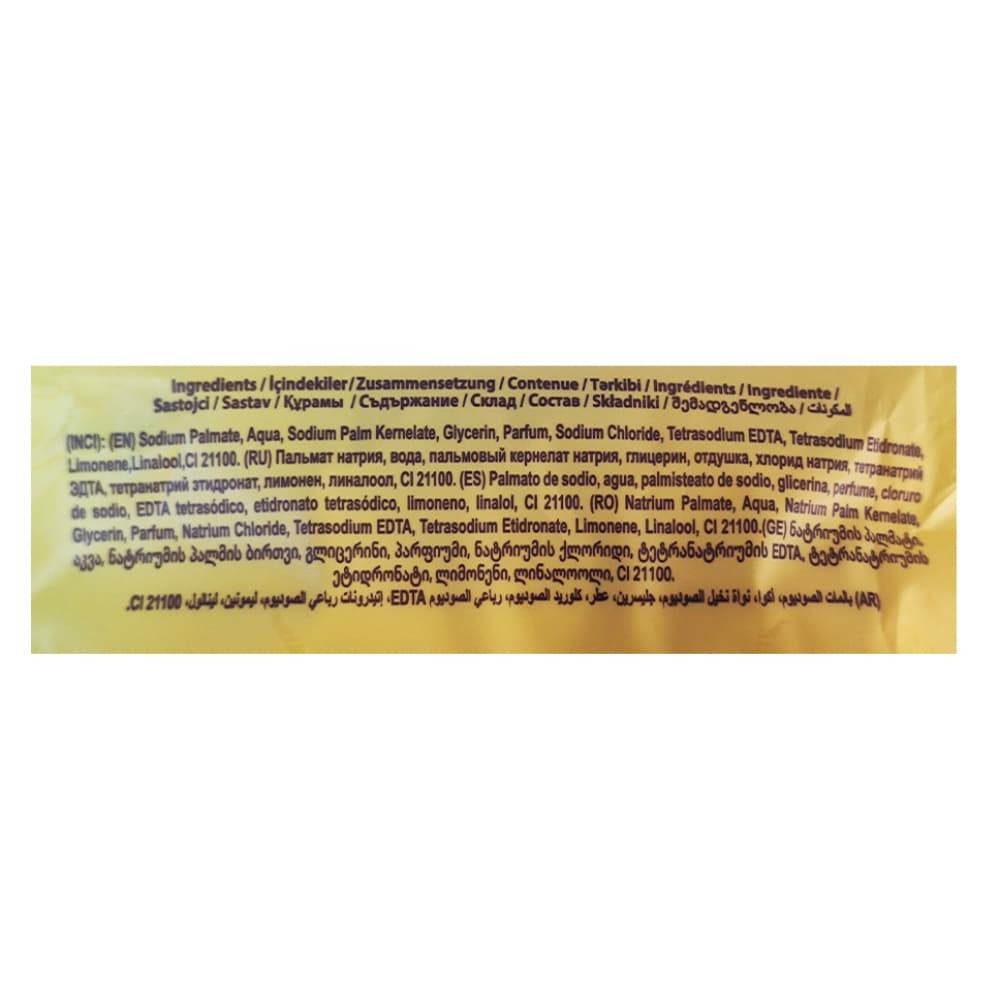 Ingredients / İçindekiler / Zusammensetzung / Contenue / Tərkibi / Ingrédients / Ingrediente /
Sastojci / Sastav / Құрамы / Съдържание / Склад / Состав / Składniki / შემადგენლობა / المكونات
(INCI): (EN) Sodium Palmate, Aqua, Sodium Palm Kernelate, Glycerin, Parfum, Sodium Chloride, Tetrasodium EDTA, Tetrasodium Etidronate,
Limonene,Linalool,CI 21100. (RU) Пальмат натрия, вода, пальмовый кернелат натрия, глицерин, отдушка, хлорид натрия, тетранатрий
ЭДТА, тетранатрий этидронат, лимонен, линалоол, CI 21100. (ES) Palmato de sodio, agua, palmisteato de sodio, glicerina, perfume, cloruro
de sodio, EDTA tetrasódico, etidronato tetrasódico, limoneno, linalol, CI 21100. (RO) Natrium Palmate, Aqua, Natrium Palm Kernelate,
Glycerin, Parfum, Natrium Chloride, Tetrasodium EDTA, Tetrasodium Etidronate, Limonene, Linalool, CI 21100.(GE) ნატრიუმის პალმატი.
აკვა, ნატრიუმის პალმის ბირთვი, გლიცერინი, პარფიუმი, ნატრიუმის ქლორიდი, ტეტრანატრიუმის EDTA, ტეტრანატრიუმის
ეტიდრონატი, ლიმონენი, ლინალოოლი, CI 21100.
(AR) بالمات الصوديوم، أكوا، نواة نخيل الصوديوم، جليسرين، عطر، كلوريد الصوديوم، رباعي الصوديوم EDTA، إتيدرونات رباعي الصوديوم، ليمونين، لينالول، CI 21100.